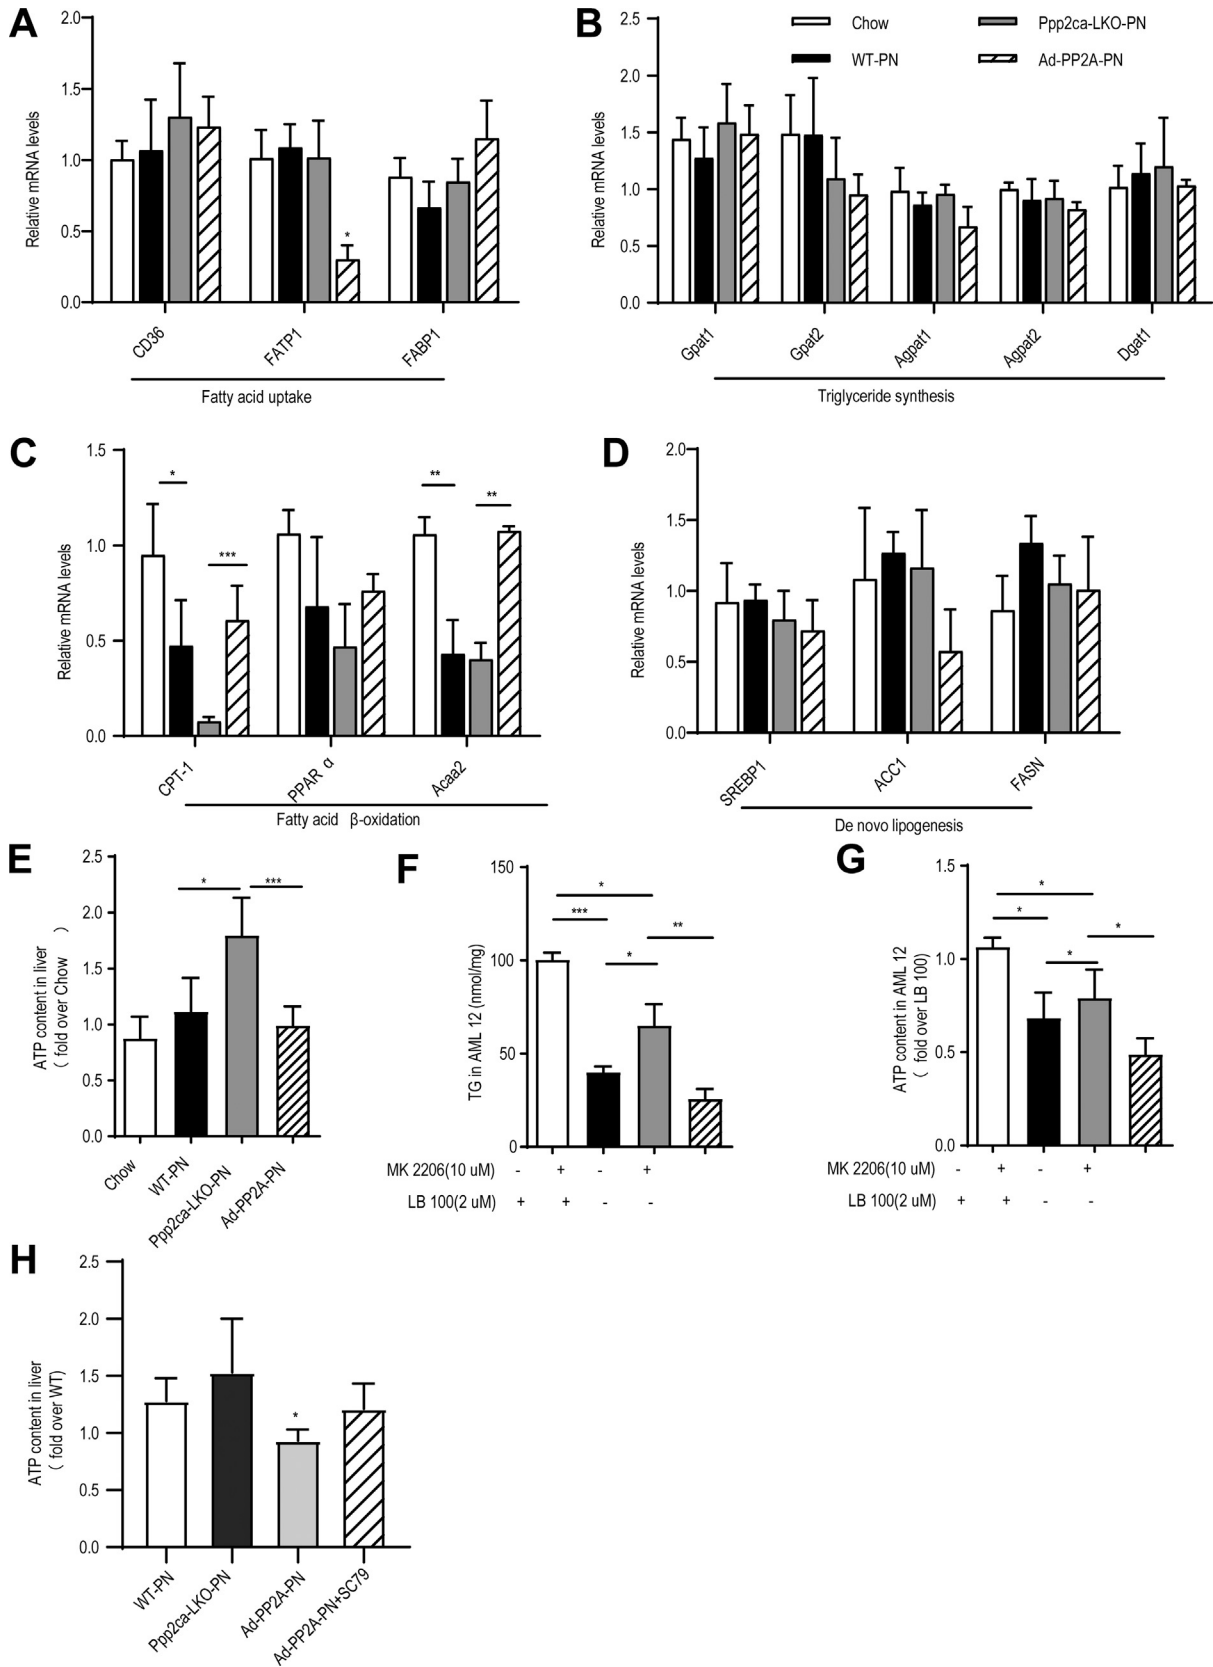 A
2.0
1.5
1.0
0.5
0.0
Relative mRNA levels
*
CD36
FATP1
FABP1
Fatty acid uptake
B
2.5
2.0
1.5
1.0
0.5
0.0
Relative mRNA levels
Chow
WT-PN
Ppp2ca-LKO-PN
Ad-PP2A-PN
Gpat1
Gpat2
Agpat1
Agpat2
Dgat1
Triglyceride synthesis
C
1.5
1.0
0.5
0.0
Relative mRNA levels
*
***
**
**
CPT-1
PPAR α
Acaa2
Fatty acid β-oxidation
D
2.0
1.5
1.0
0.5
0.0
Relative mRNA levels
SREBP1
ACC1
FASN
De novo lipogenesis
E
2.5
2.0
1.5
1.0
0.5
0.0
ATP content in liver
( fold over Chow )
* ***
Chow
WT-PN
Ppp2ca-LKO-PN
Ad-PP2A-PN
F
150
100
50
0
TG in AML 12 (nmol/mg)
*
***
**
*
MK 2206(10 uM) - + - +
LB 100(2 uM) + + - -
G
1.5
1.0
0.5
0.0
ATP content in AML 12
( fold over LB 100)
*
*
*
*
MK 2206(10 uM) - + - +
LB 100(2 uM) + + - -
H
2.5
2.0
1.5
1.0
0.5
0.0
ATP content in liver
( fold over WT)
*
WT-PN
Ppp2ca-LKO-PN
Ad-PP2A-PN
Ad-PP2A-PN+SC79